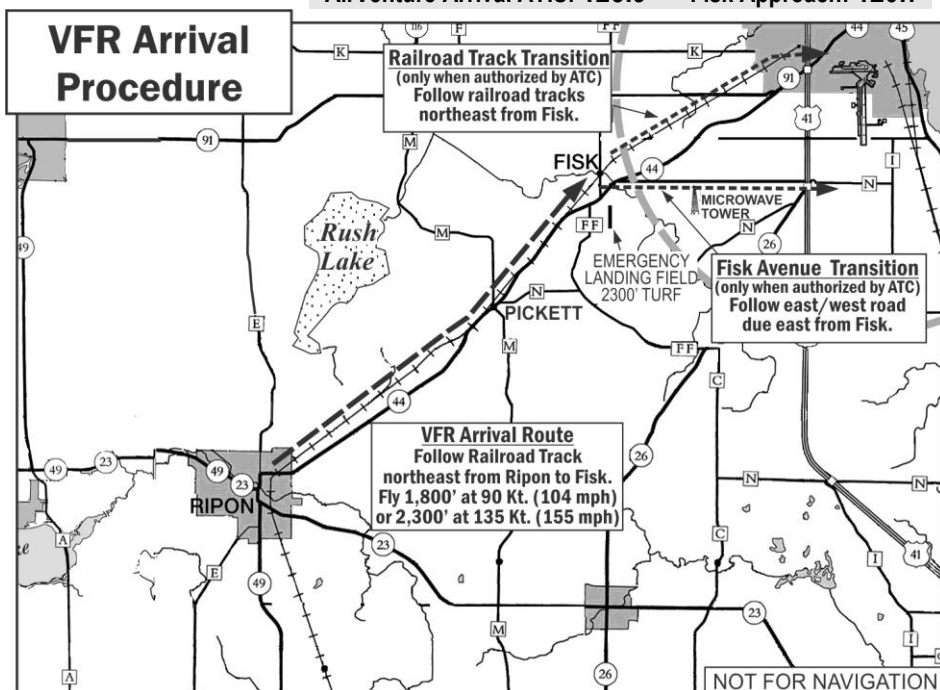 VFR Arrival
Procedure
Railroad Track Transition
(only when authorized by ATC)
Follow railroad tracks
northeast from Fisk.
116
F
K
K
44
45
91
41
91
M
FISK
44
I
N
MICROWAVE
TOWER
Rush
Lake
49
M
FF
N
26
EMERGENCY
LANDING FIELD
2300' TURF
Fisk Avenue Transition
(only when authorized by ATC)
Follow east/west road
due east from Fisk.
N
PICKETT
E
M
FF
C
44
VFR Arrival Route
Follow Railroad Track
northeast from Ripon to Fisk.
Fly 1,800' at 90 Kt. (104 mph)
or 2,300' at 135 Kt. (155 mph)
26
49
23
49
23
RIPON
N
N
A
E
49
23
C
I
41
23
M
I
A
26
NOT FOR NAVIGATION